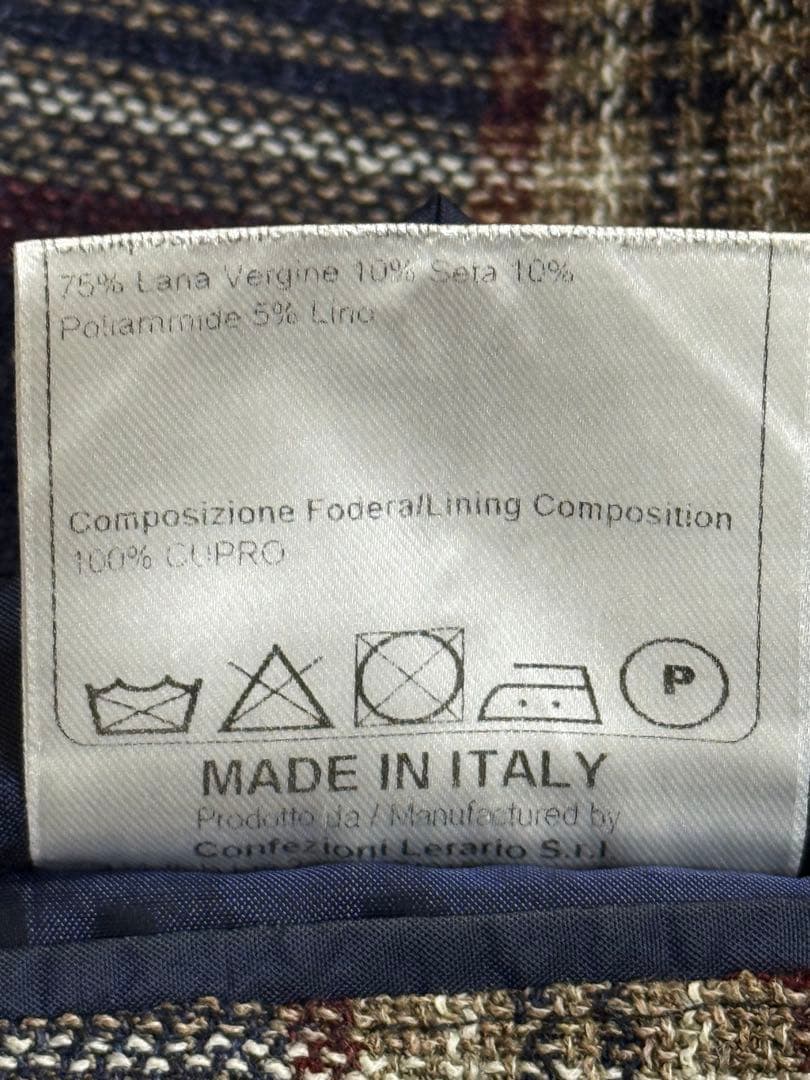 75% Lana Vergine 10% Seta 10%
Poliammide 5% Lino
Composizione Fodera/Lining Composition
100% CUPRO
P
MADE IN ITALY
Prodotto da / Manufactured by
Confezioni Lerario S.r.l.